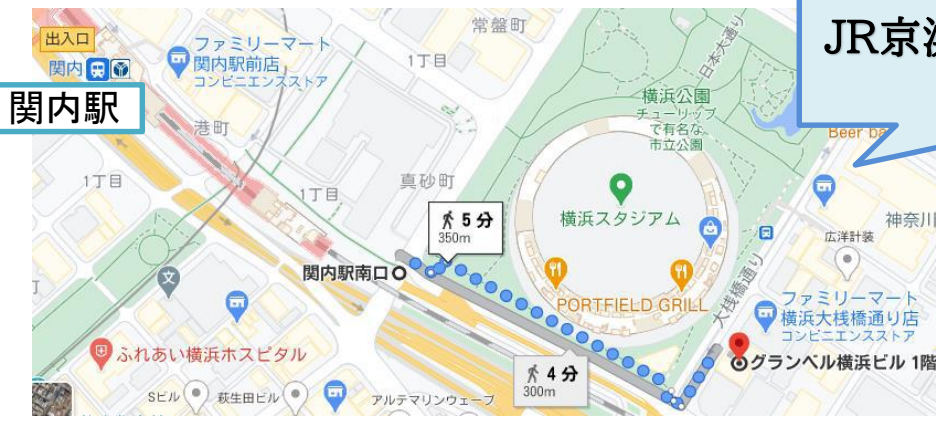 JR京浜
出入口
関内
関内駅
ファミリーマート
関内駅前店
コンビニエンスストア
常盤町
1丁目
日本大通り
横浜公園
チューリップ
で有名な
市立公園
Beer ba
港町
1丁目
1丁目
真砂町
5 分
350m
横浜スタジアム
神奈川
広洋計装
関内駅南口
PORTFIELD GRILL
大桟橋通り
ファミリーマート
横浜大桟橋通り店
コンビニエンスストア
文
ふれあい横浜ホスピタル
グランベル横浜ビル 1階
4 分
300m
Sビル
萩生田ビル
アルテマリンウェーブ